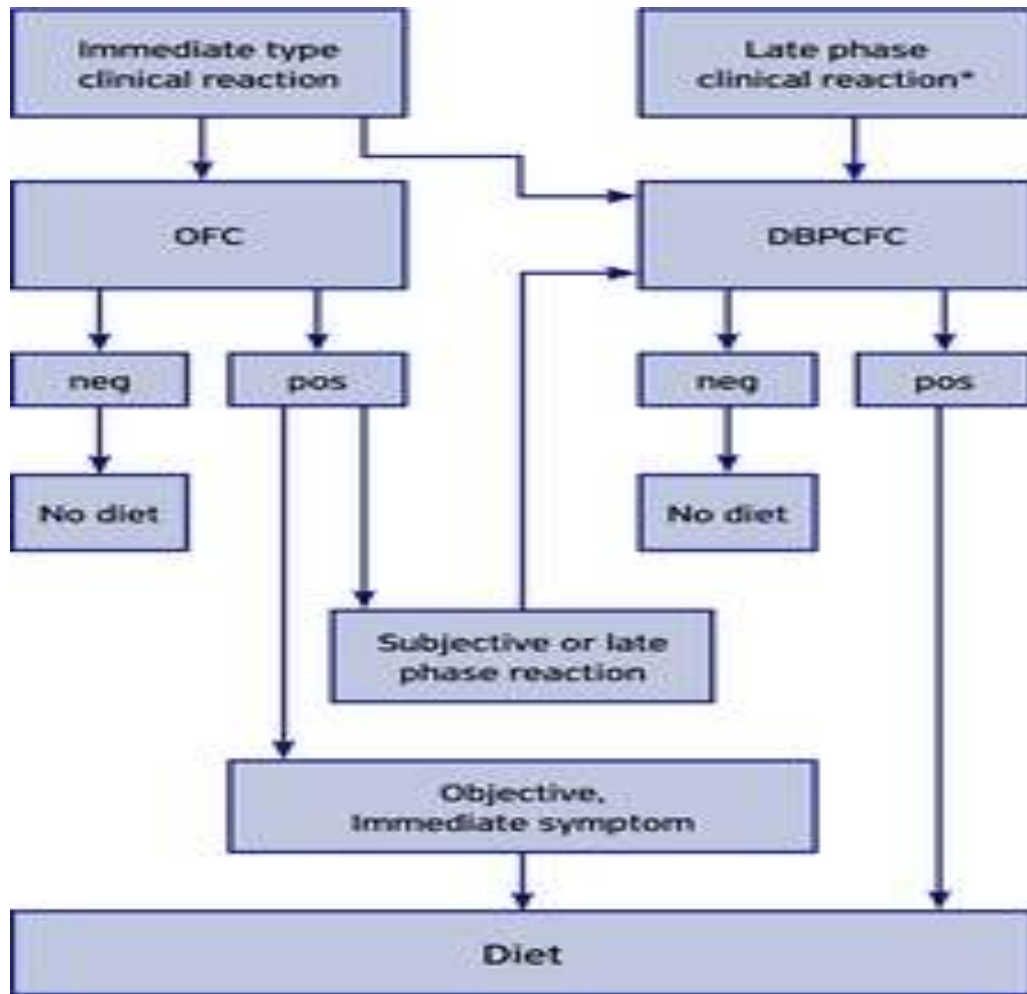 Immediate type
clinical reaction
Late phase
clinical reaction*
OFC
DBPCFC
neg
pos
neg
pos
No diet
No diet
Subjective or late
phase reaction
Objective,
Immediate symptom
Diet